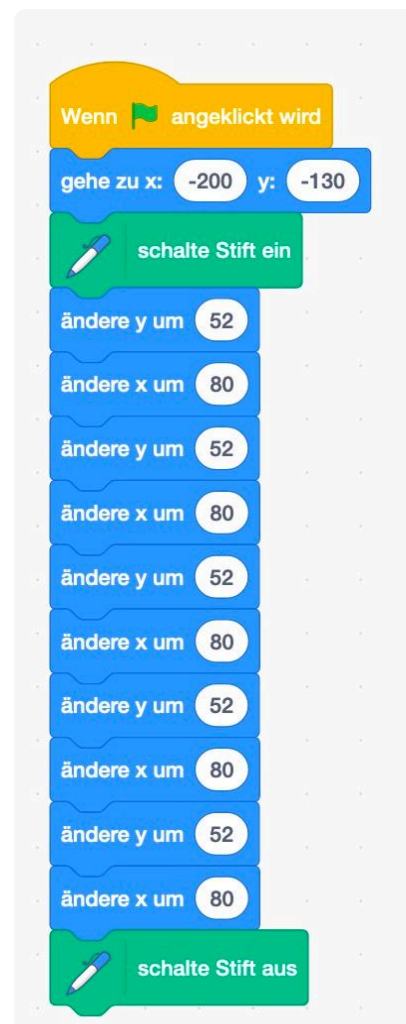 Wenn angeklickt wird
gehe zu x: -200 y: -130
schalte Stift ein
ändere y um 52
ändere x um 80
ändere y um 52
ändere x um 80
ändere y um 52
ändere x um 80
ändere y um 52
ändere x um 80
ändere y um 52
ändere x um 80
schalte Stift aus